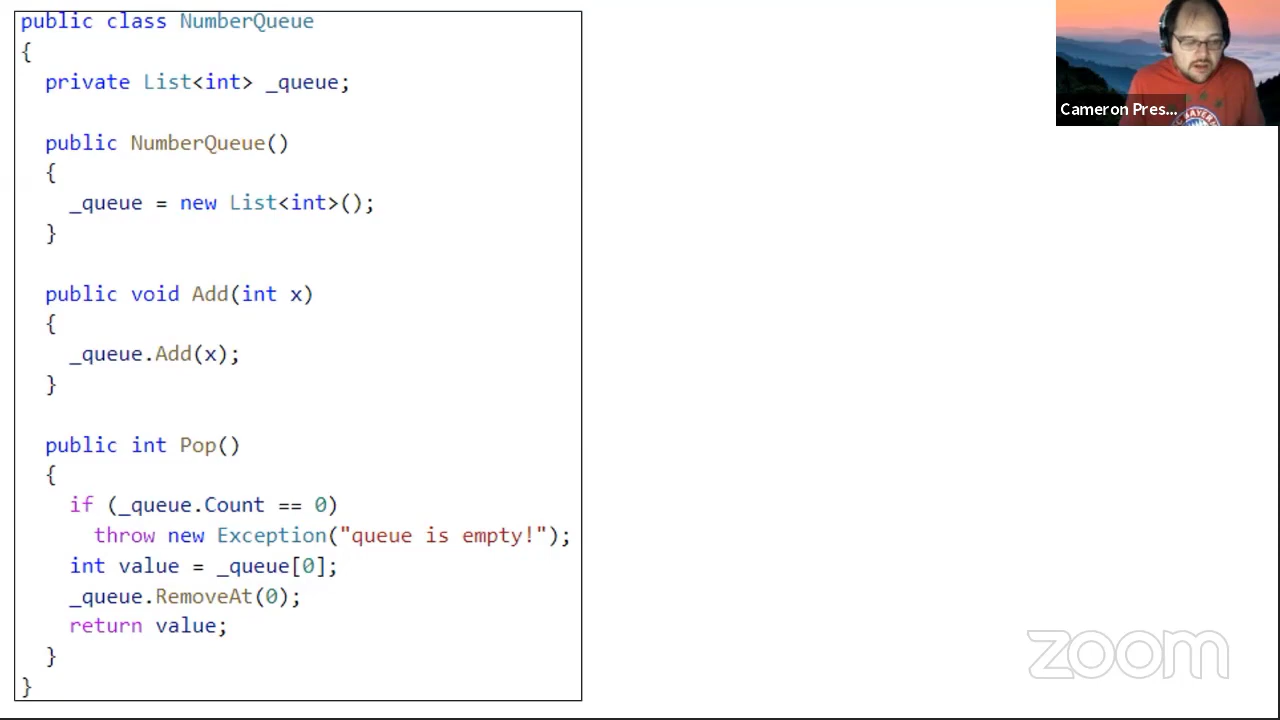 public class NumberQueue
{
private List<int> _queue;
public NumberQueue()
{
_queue = new List<int>();
}
public void Add(int x)
{
_queue.Add(x);
}
public int Pop()
{
if (_queue.Count == 0)
throw new Exception("queue is empty!");
int value = _queue[0];
_queue.RemoveAt(0);
return value;
}
}
Cameron Pres...
zoom